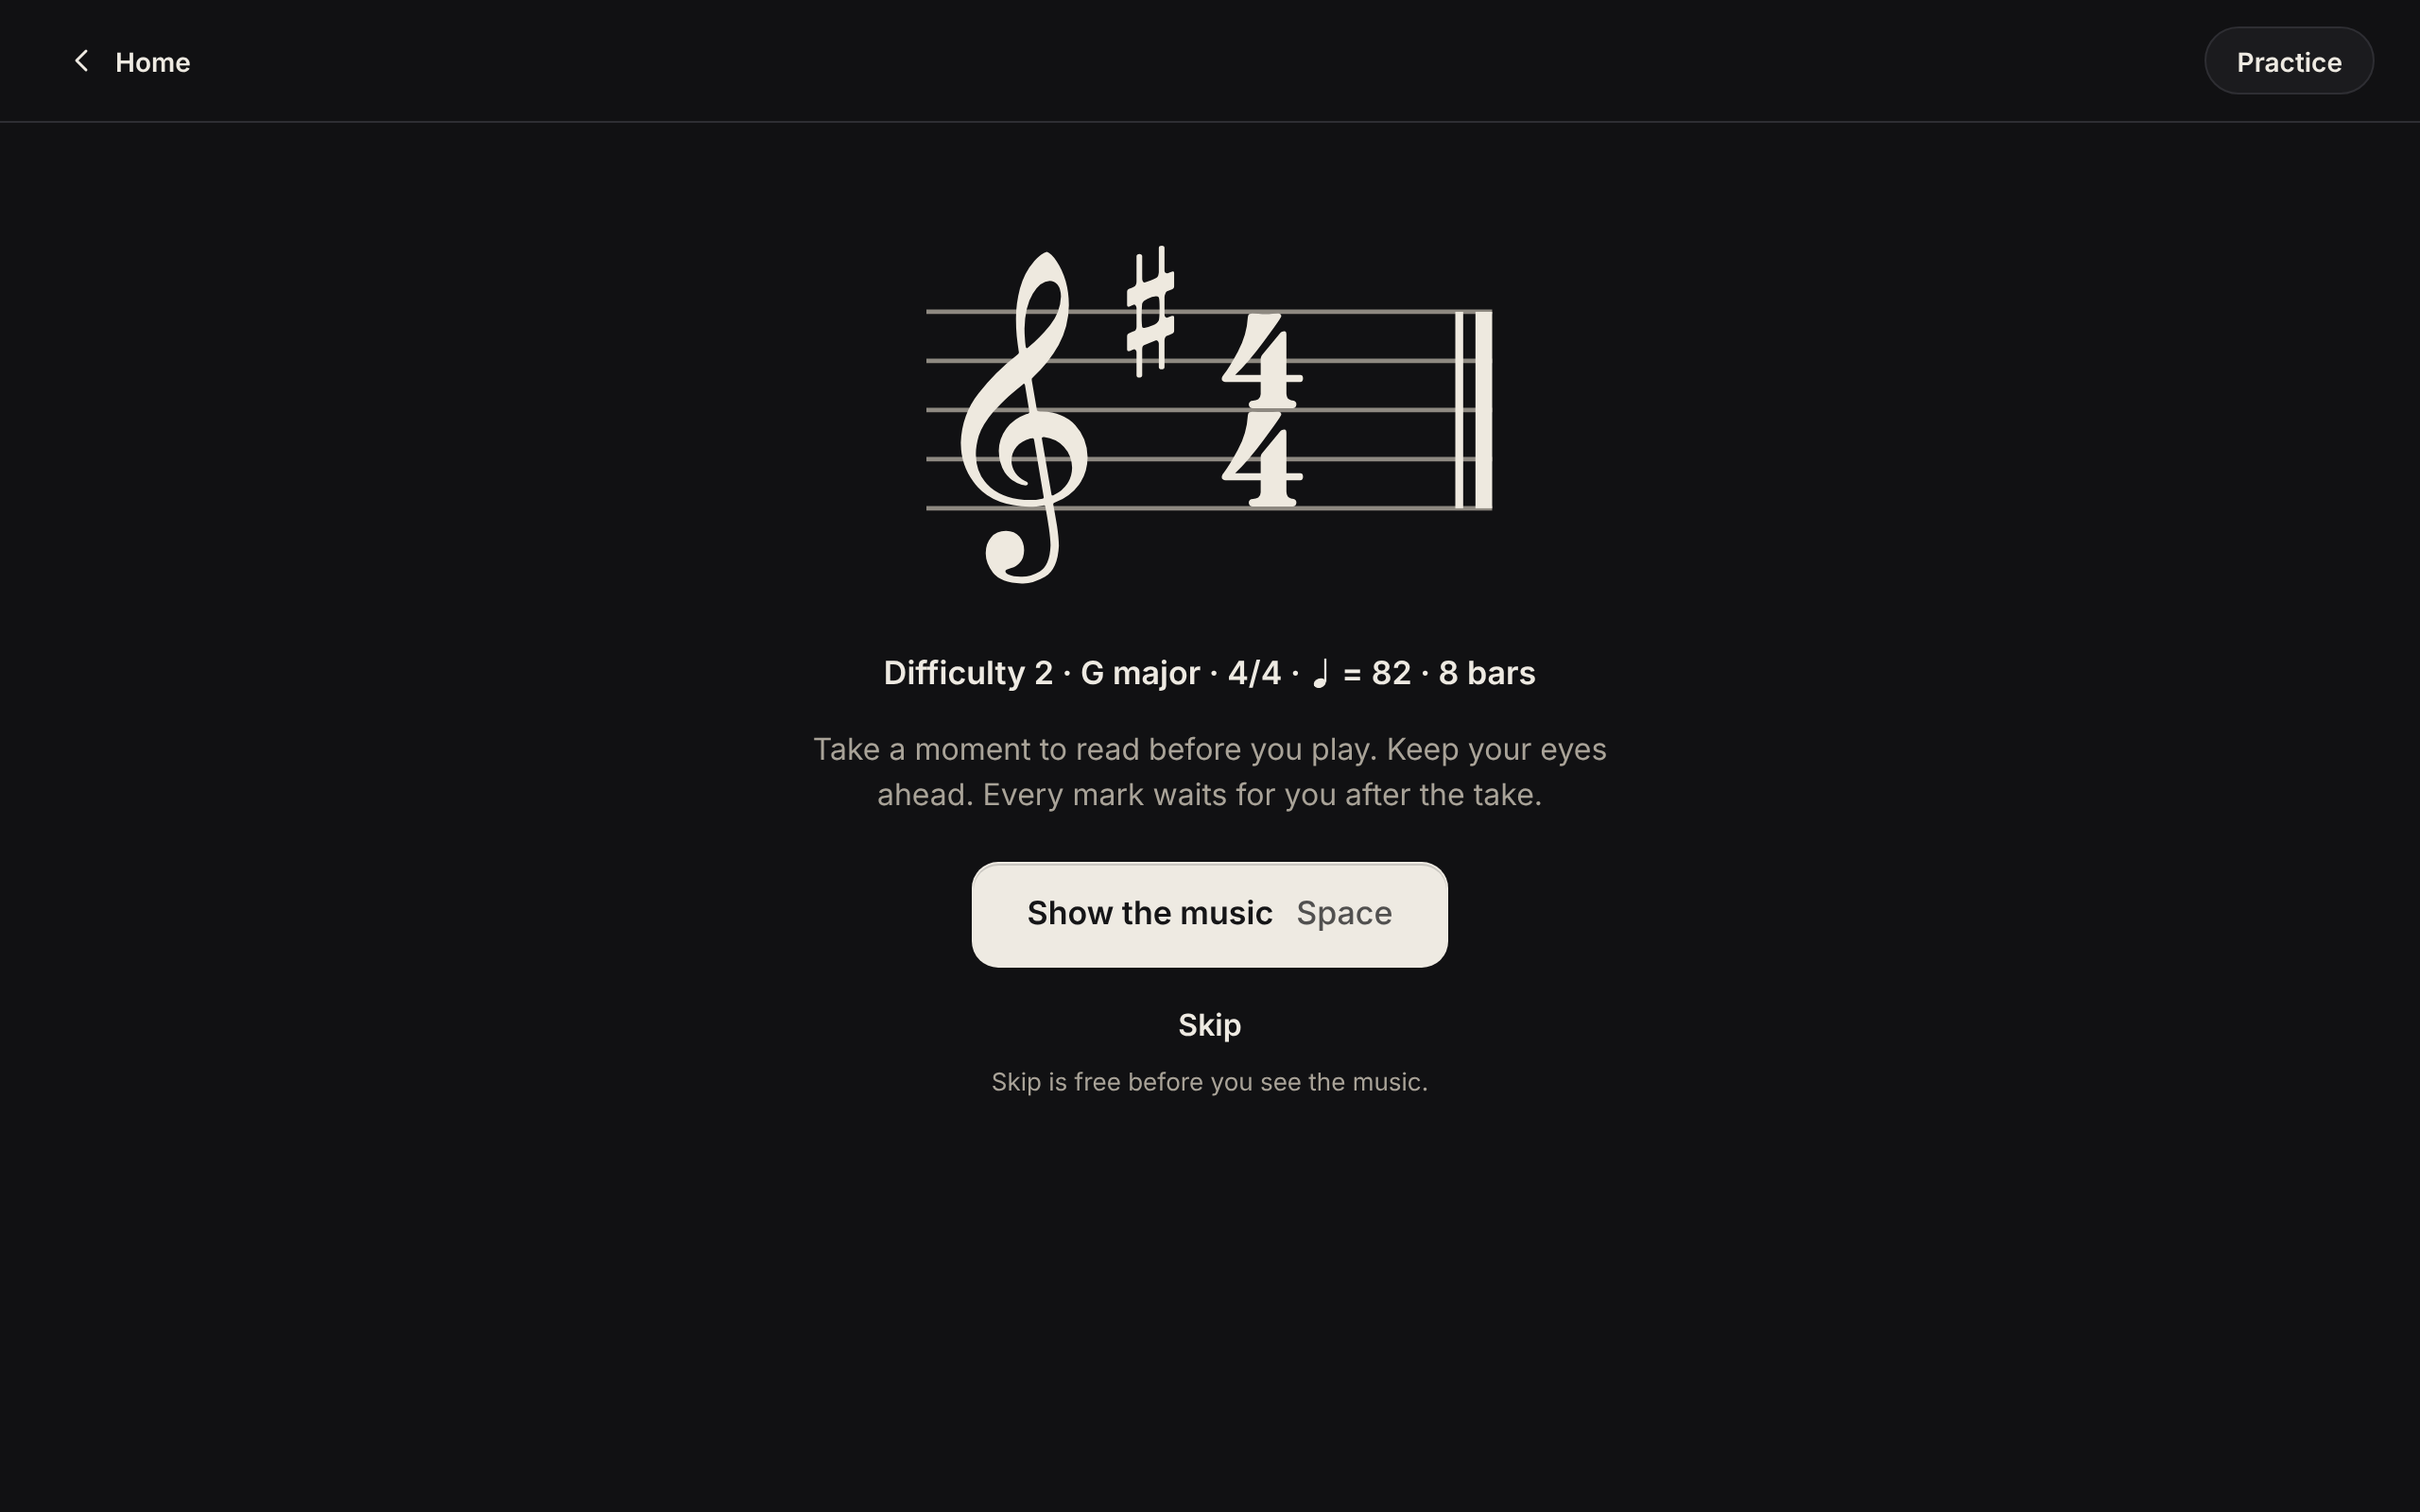 Home
Practice
4
4
Difficulty 2 · G major · 4/4 · ♩ = 82 · 8 bars
Take a moment to read before you play. Keep your eyes
ahead. Every mark waits for you after the take.
Show the music Space
Skip
Skip is free before you see the music.